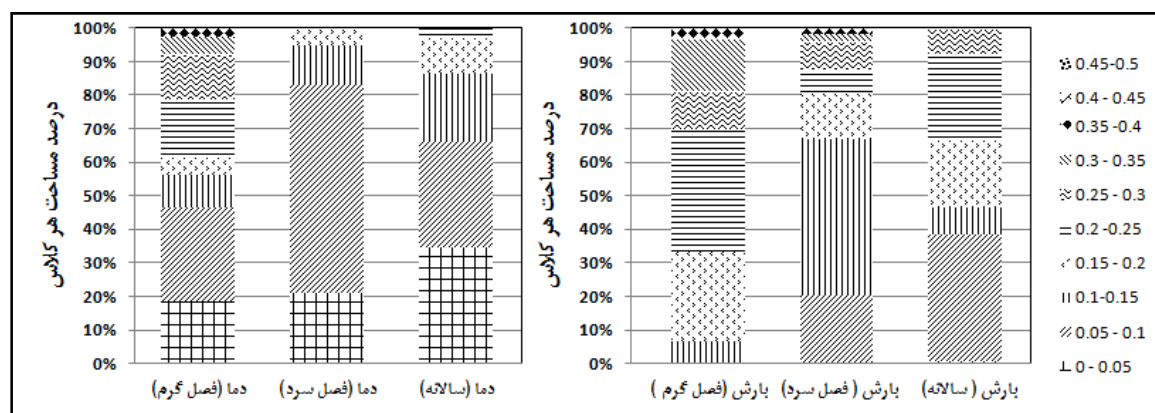 درصد مساحت هر کلاس
100%
90%
80%
70%
60%
50%
40%
30%
20%
10%
0%
دما (فصل گرم)
دما (فصل سرد)
دما (سالانه)
درصد مساحت هر کلاس
100%
90%
80%
70%
60%
50%
40%
30%
20%
10%
0%
بارش (فصل گرم )
بارش ( فصل سرد)
بارش ( سالانه)
0.45-0.5
0.4 - 0.45
0.35 -0.4
0.3 - 0.35
0.25 - 0.3
0.2 -0.25
0.15 - 0.2
0.1-0.15
0.05 - 0.1
0 - 0.05